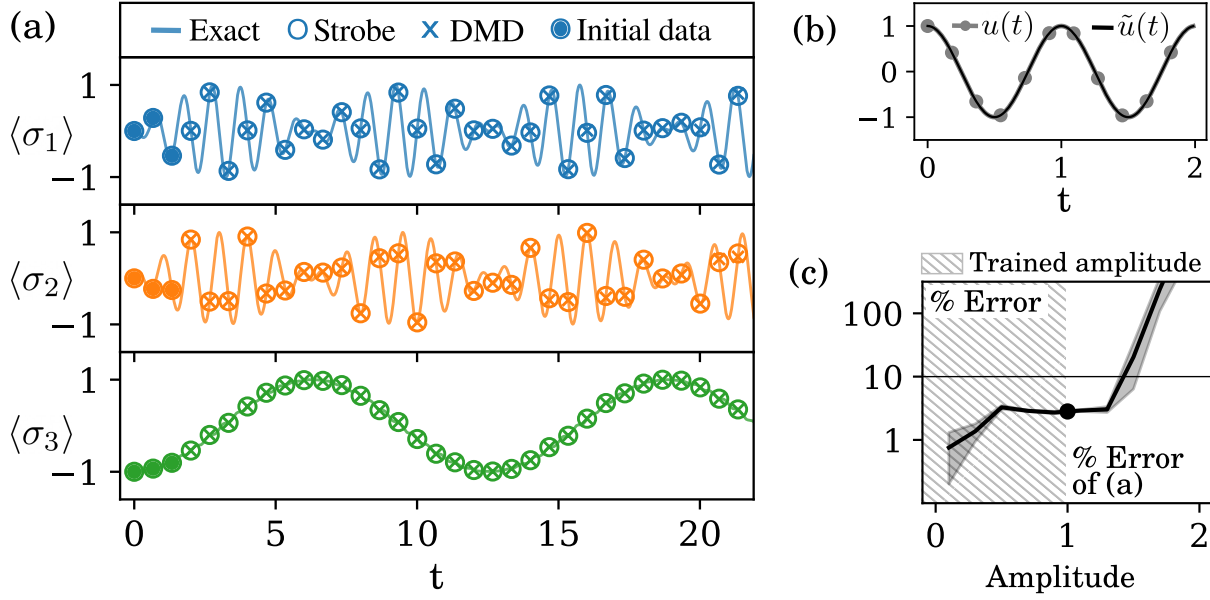 (a)
Exact Strobe DMD Initial data
⟨σ₁⟩
1
−1
⟨σ₂⟩
1
−1
⟨σ₃⟩
1
−1
0 5 10 15 20
t
(b)
u(t) ũ(t)
1
0
−1
0 1 2
t
(c)
Trained amplitude
% Error
100
10
1
% Error
of (a)
0 1 2
Amplitude